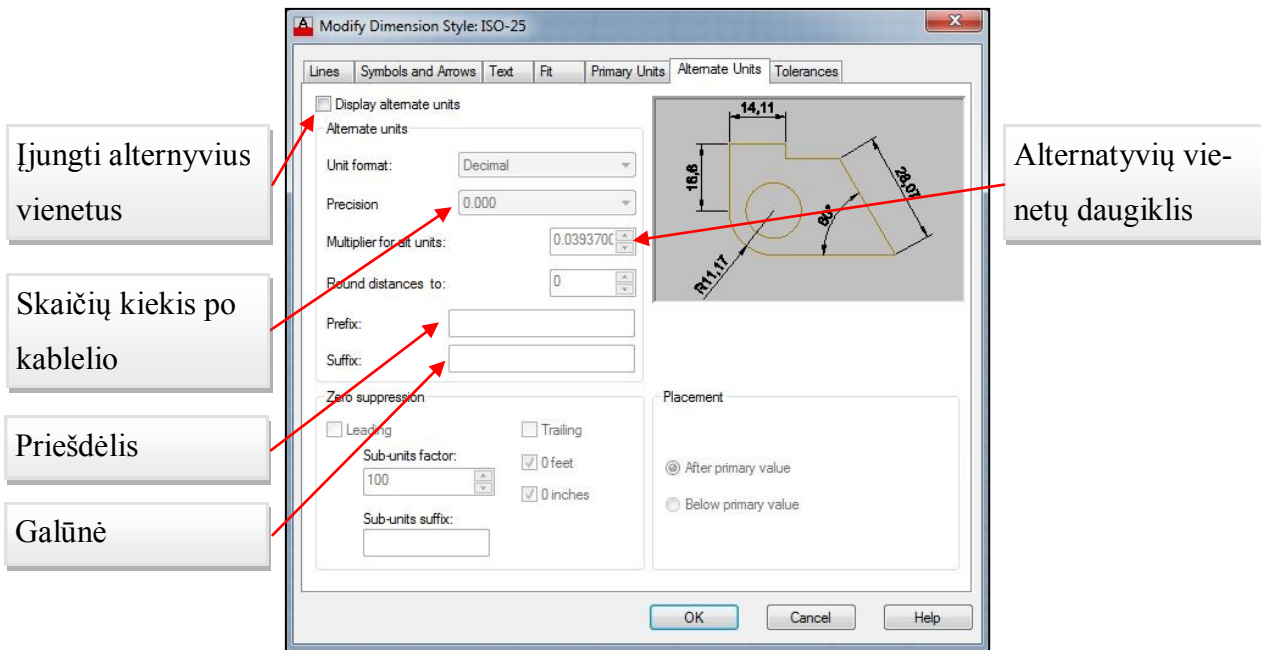 Modify Dimension Style: ISO-25
Lines Symbols and Arrows Text Fit Primary Units Alternate Units Tolerances
Display alternate units
Alternate units
Unit format: Decimal
Precision 0.000
Multiplier for alt units: 0.039370
Round distances to: 0
Prefix:
Suffix:
Zero suppression
Leading
Trailing
Sub-units factor:
0 feet
100
0 inches
Sub-units suffix:
14,11
16,6
28,07
60°
R11,17
Placement
After primary value
Below primary value
OK Cancel Help
Įjungti alternyvius
vienetus
Skaičių kiekis po
kablelio
Priešdėlis
Galūnė
Alternatyvių vie-
netų daugiklis